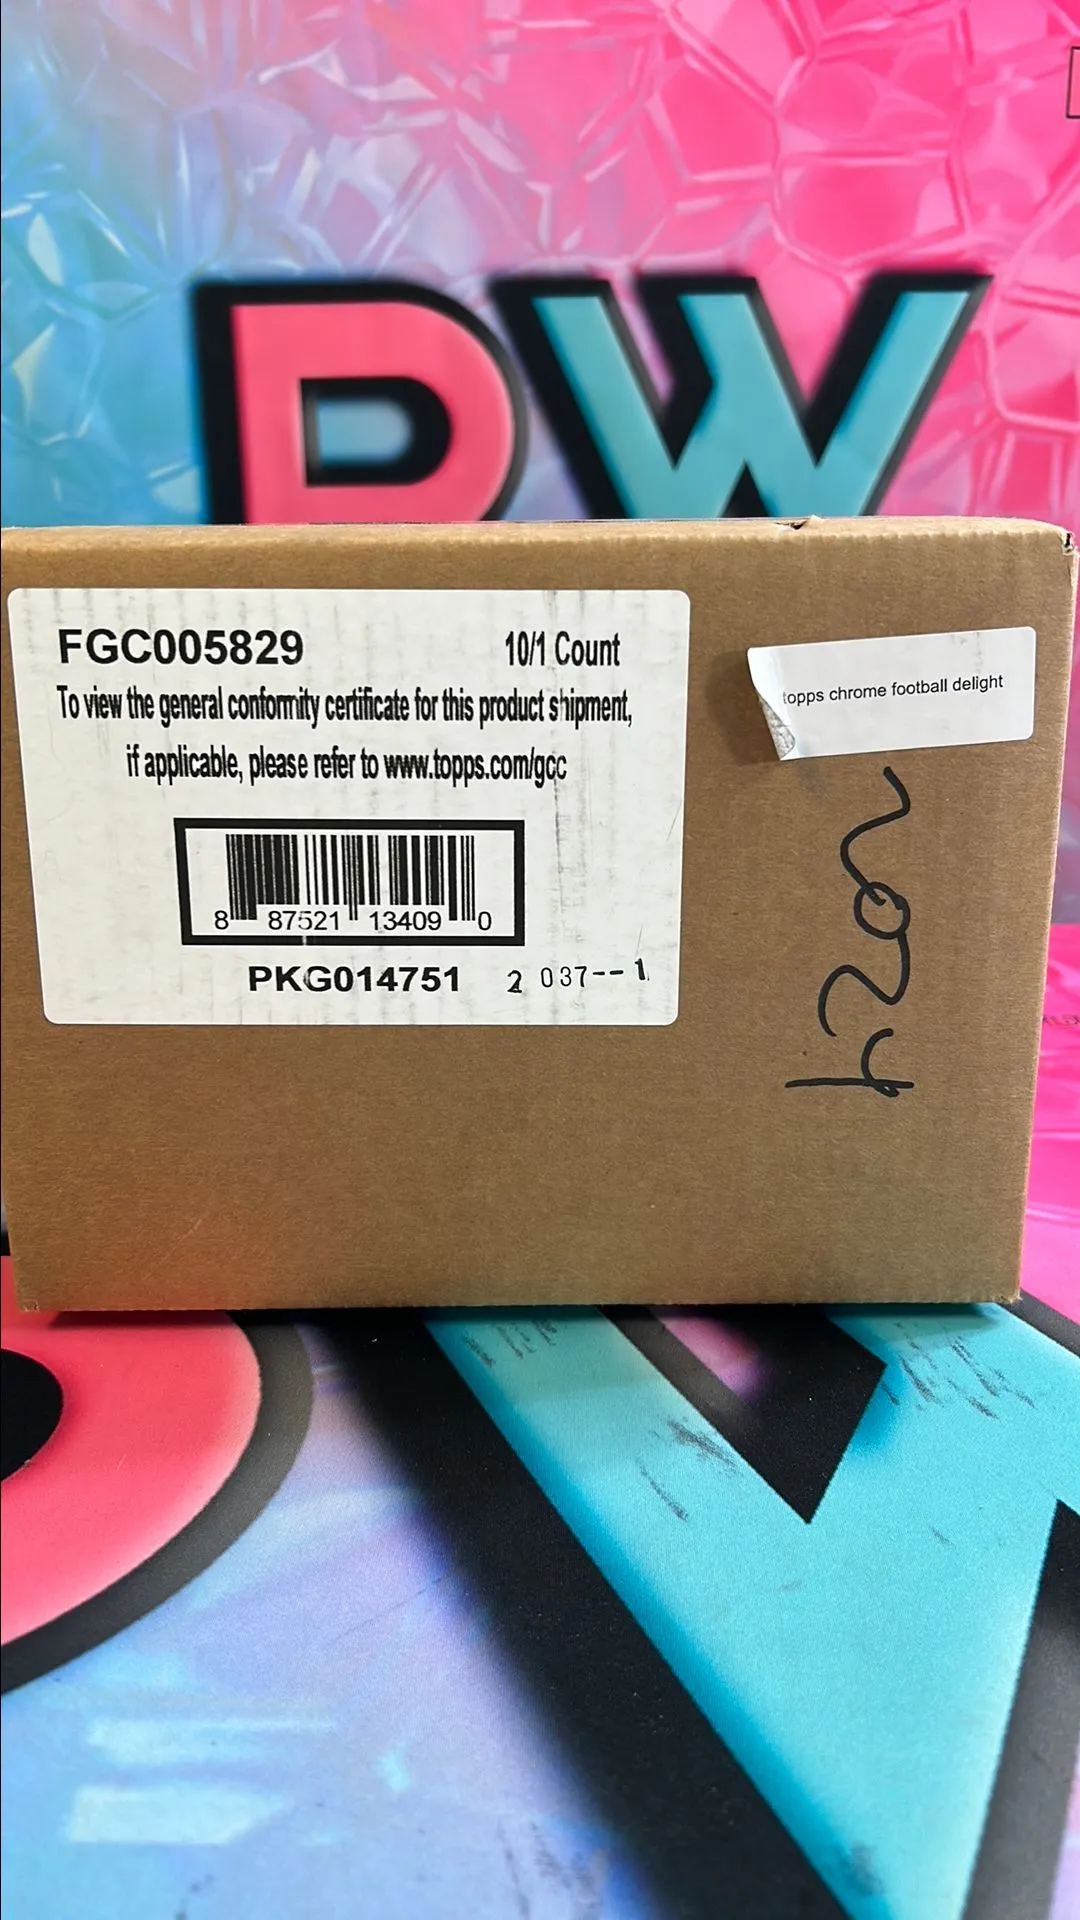 DW
FGC005829
10/1 Count
To view the general conformity certificate for this product shipment,
if applicable, please refer to www.topps.com/gcc
8 87521 13409 0
PKG014751
2 037--1
topps chrome football delight
2024